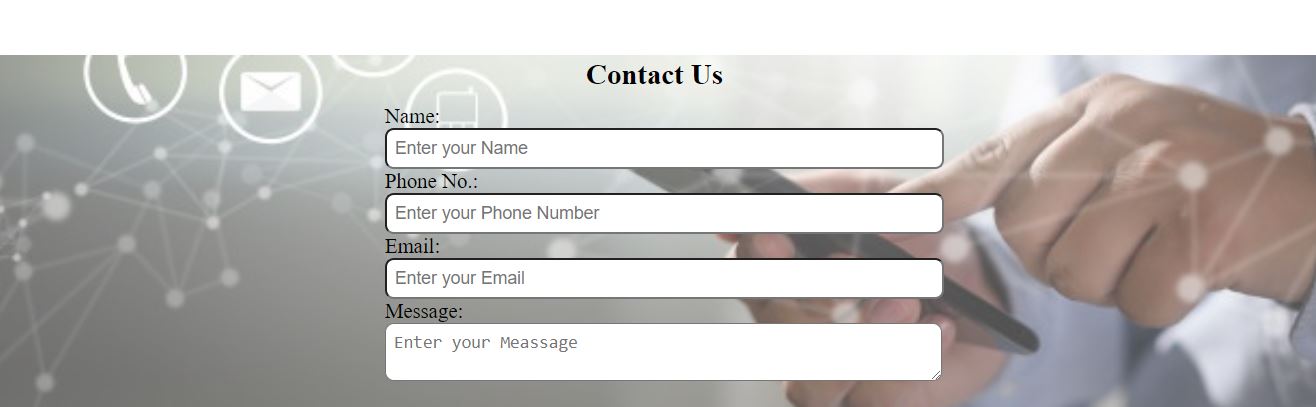 Contact Us
Name:
Enter your Name
Phone No.:
Enter your Phone Number
Email:
Enter your Email
Message:
Enter your Meassage